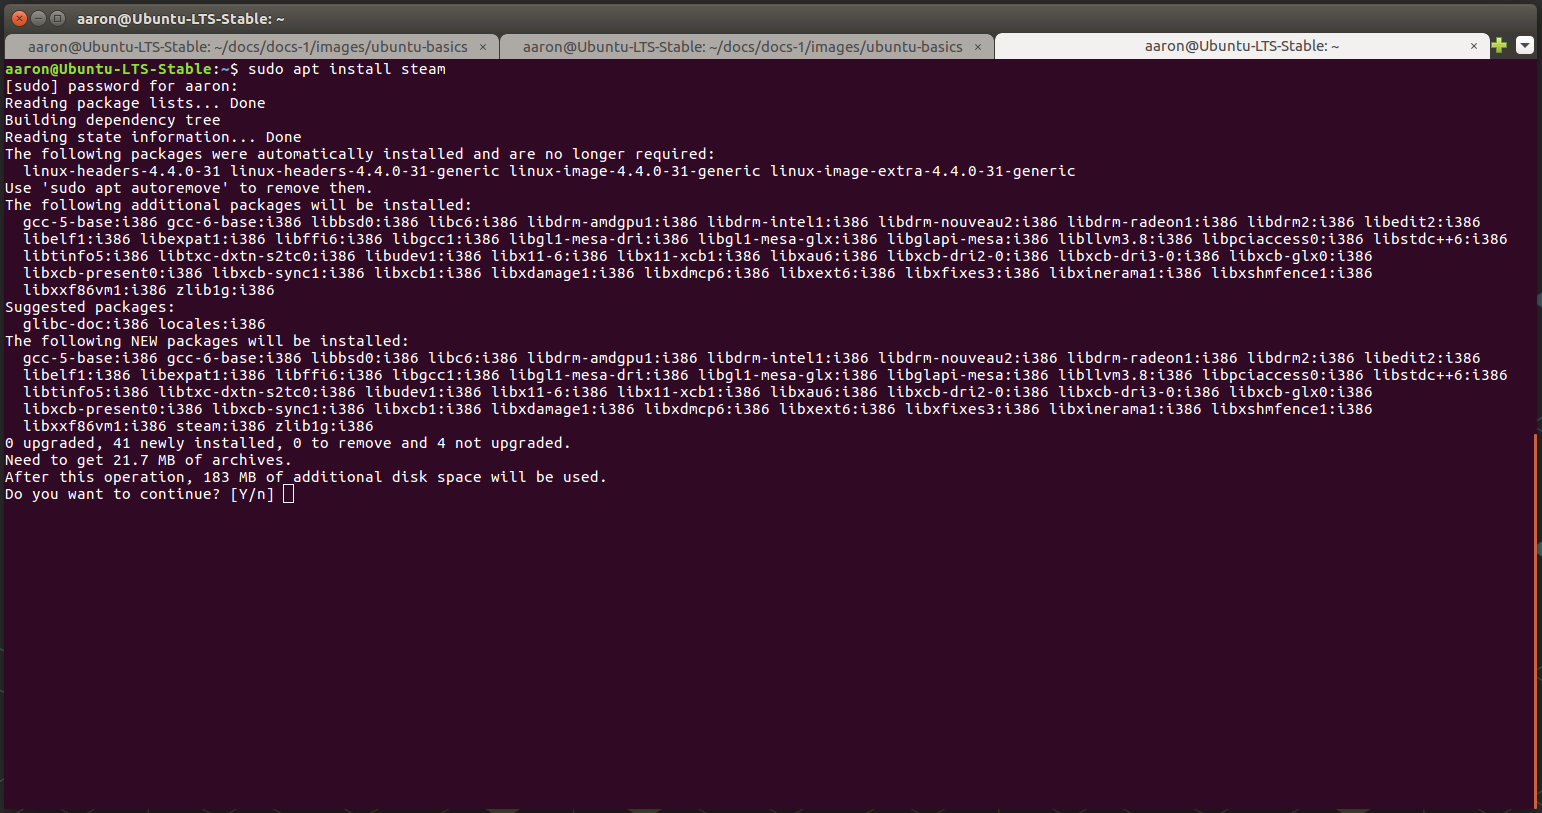 aaron@Ubuntu-LTS-Stable: ~
aaron@Ubuntu-LTS-Stable: ~/docs/docs-1/images/ubuntu-basics × aaron@Ubuntu-LTS-Stable: ~/docs/docs-1/images/ubuntu-basics × aaron@Ubuntu-LTS-Stable: ~ ×
aaron@Ubuntu-LTS-Stable:~$ sudo apt install steam
[sudo] password for aaron:
Reading package lists... Done
Building dependency tree
Reading state information... Done
The following packages were automatically installed and are no longer required:
  linux-headers-4.4.0-31 linux-headers-4.4.0-31-generic linux-image-4.4.0-31-generic linux-image-extra-4.4.0-31-generic
Use 'sudo apt autoremove' to remove them.
The following additional packages will be installed:
  gcc-5-base:i386 gcc-6-base:i386 libbsd0:i386 libc6:i386 libdrm-amdgpu1:i386 libdrm-intel1:i386 libdrm-nouveau2:i386 libdrm-radeon1:i386 libdrm2:i386 libedit2:i386
  libelf1:i386 libexpat1:i386 libffi6:i386 libgcc1:i386 libgl1-mesa-dri:i386 libgl1-mesa-glx:i386 libglapi-mesa:i386 libllvm3.8:i386 libpciaccess0:i386 libstdc++6:i386
  libtinfo5:i386 libtxc-dxtn-s2tc0:i386 libudev1:i386 libx11-6:i386 libx11-xcb1:i386 libxau6:i386 libxcb-dri2-0:i386 libxcb-dri3-0:i386 libxcb-glx0:i386
  libxcb-present0:i386 libxcb-sync1:i386 libxcb1:i386 libxdamage1:i386 libxdmcp6:i386 libxext6:i386 libxfixes3:i386 libxinerama1:i386 libxshmfence1:i386
  libxxf86vm1:i386 zlib1g:i386
Suggested packages:
  glibc-doc:i386 locales:i386
The following NEW packages will be installed:
  gcc-5-base:i386 gcc-6-base:i386 libbsd0:i386 libc6:i386 libdrm-amdgpu1:i386 libdrm-intel1:i386 libdrm-nouveau2:i386 libdrm-radeon1:i386 libdrm2:i386 libedit2:i386
  libelf1:i386 libexpat1:i386 libffi6:i386 libgcc1:i386 libgl1-mesa-dri:i386 libgl1-mesa-glx:i386 libglapi-mesa:i386 libllvm3.8:i386 libpciaccess0:i386 libstdc++6:i386
  libtinfo5:i386 libtxc-dxtn-s2tc0:i386 libudev1:i386 libx11-6:i386 libx11-xcb1:i386 libxau6:i386 libxcb-dri2-0:i386 libxcb-dri3-0:i386 libxcb-glx0:i386
  libxcb-present0:i386 libxcb-sync1:i386 libxcb1:i386 libxdamage1:i386 libxdmcp6:i386 libxext6:i386 libxfixes3:i386 libxinerama1:i386 libxshmfence1:i386
  libxxf86vm1:i386 steam:i386 zlib1g:i386
0 upgraded, 41 newly installed, 0 to remove and 4 not upgraded.
Need to get 21.7 MB of archives.
After this operation, 183 MB of additional disk space will be used.
Do you want to continue? [Y/n]